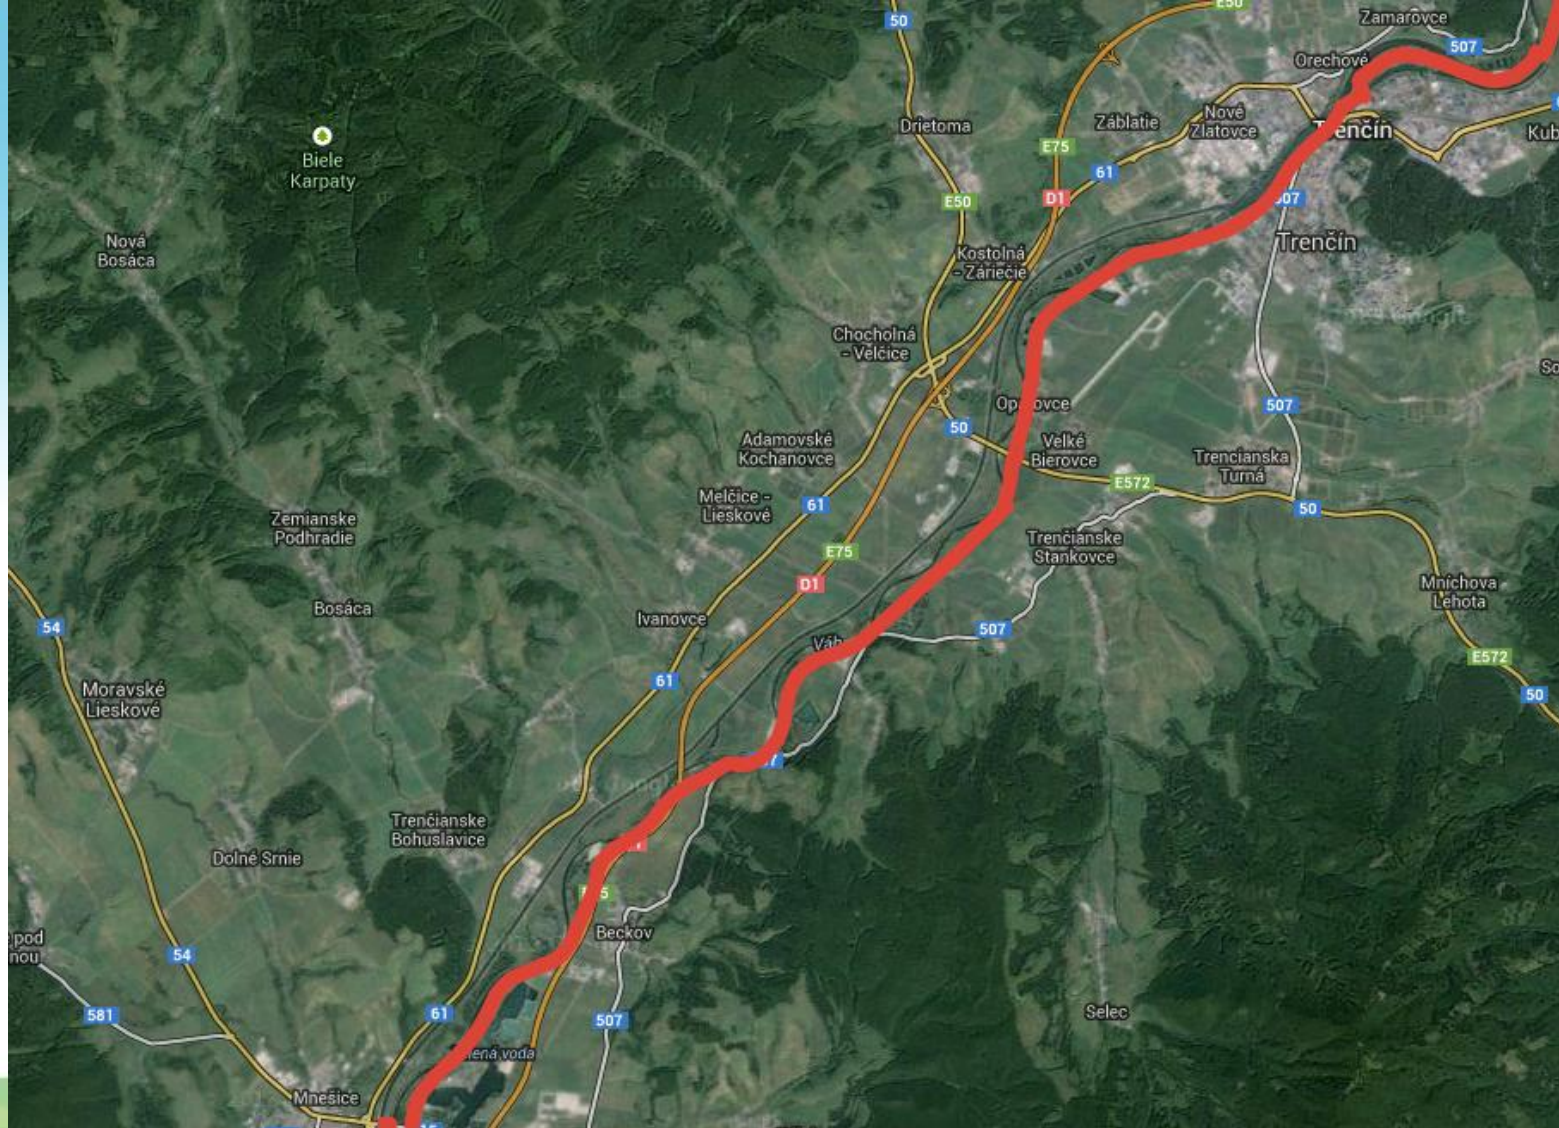 E50
50
Zamarovce
507
Orechové
Drietoma
Záblatie
Nové
Zlatovce
Trenčín
Biele
Karpaty
E75
61
D1
E50
Nová
Bosáca
Kostolná
- Záriečie
Trenčín
Chocholná
- Velčice
507
50
Adamovské
Kochanovce
Velké
Bierovce
Trencianska
Turná
E572
50
Melčice -
Lieskové
61
Zemianske
Podhradie
E75
D1
Trenčianske
Stankovce
Mníchova
Lehota
Bosáca
Ivanovce
54
507
E572
61
50
Moravské
Lieskové
Trenčianske
Bohuslavice
Dolné Srnie
Beckov
54
581
61
507
Selec
Mnešice